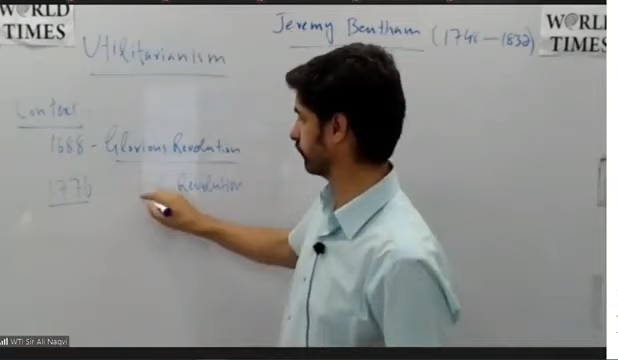 WORLD TIMES
WORLD TIMES
Jeremy Bentham (1748-1832)
Utilitarianism
Context
1688 - Glorious Revolution
1776 Revolution
WTI Sir Ali Naqvi